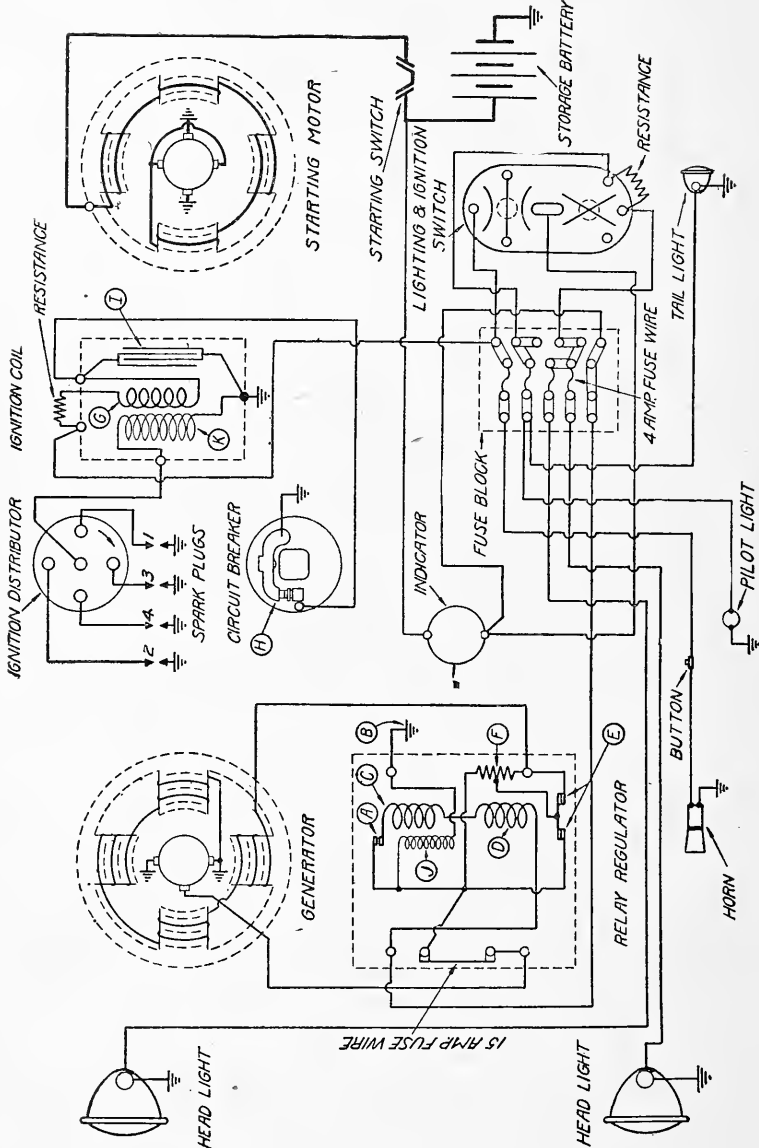 STARTING MOTOR
STARTING SWITCH
STORAGE BATTERY
LIGHTING & IGNITION
SWITCH
RESISTANCE
TAIL LIGHT
IGNITION COIL
RESISTANCE
I
G
K
4 AMP. FUSE WIRE
FUSE BLOCK
IGNITION DISTRIBUTOR
1
3
4
2
SPARK PLUGS
CIRCUIT BREAKER
H
INDICATOR
PILOT LIGHT
BUTTON
HORN
GENERATOR
B
C
A
F
J
D
E
RELAY REGULATOR
15 AMP FUSE WIRE
HEAD LIGHT
HEAD LIGHT